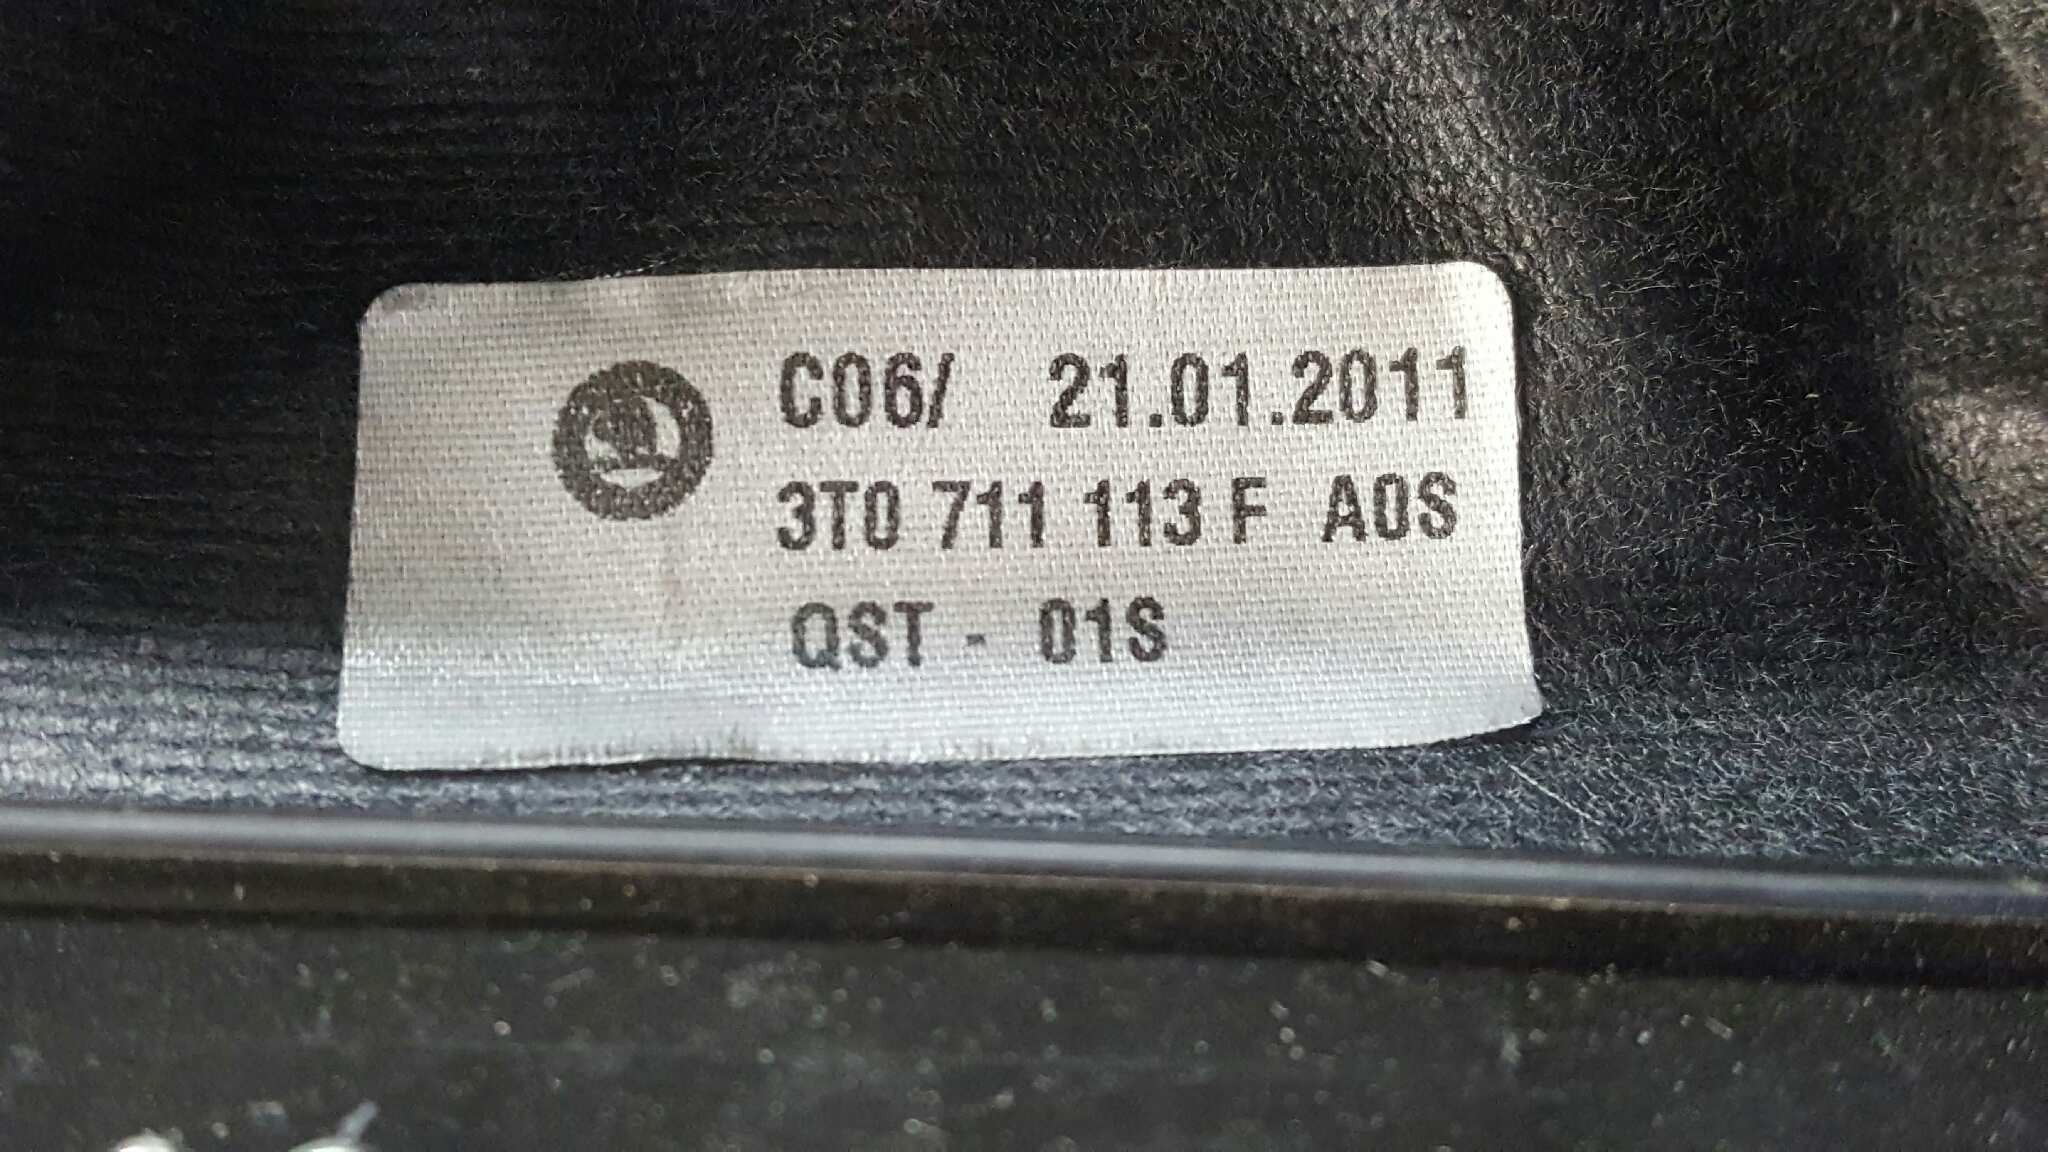 C06/ 21.01.2011
3T0 711 113 F A0S
QST - 01S